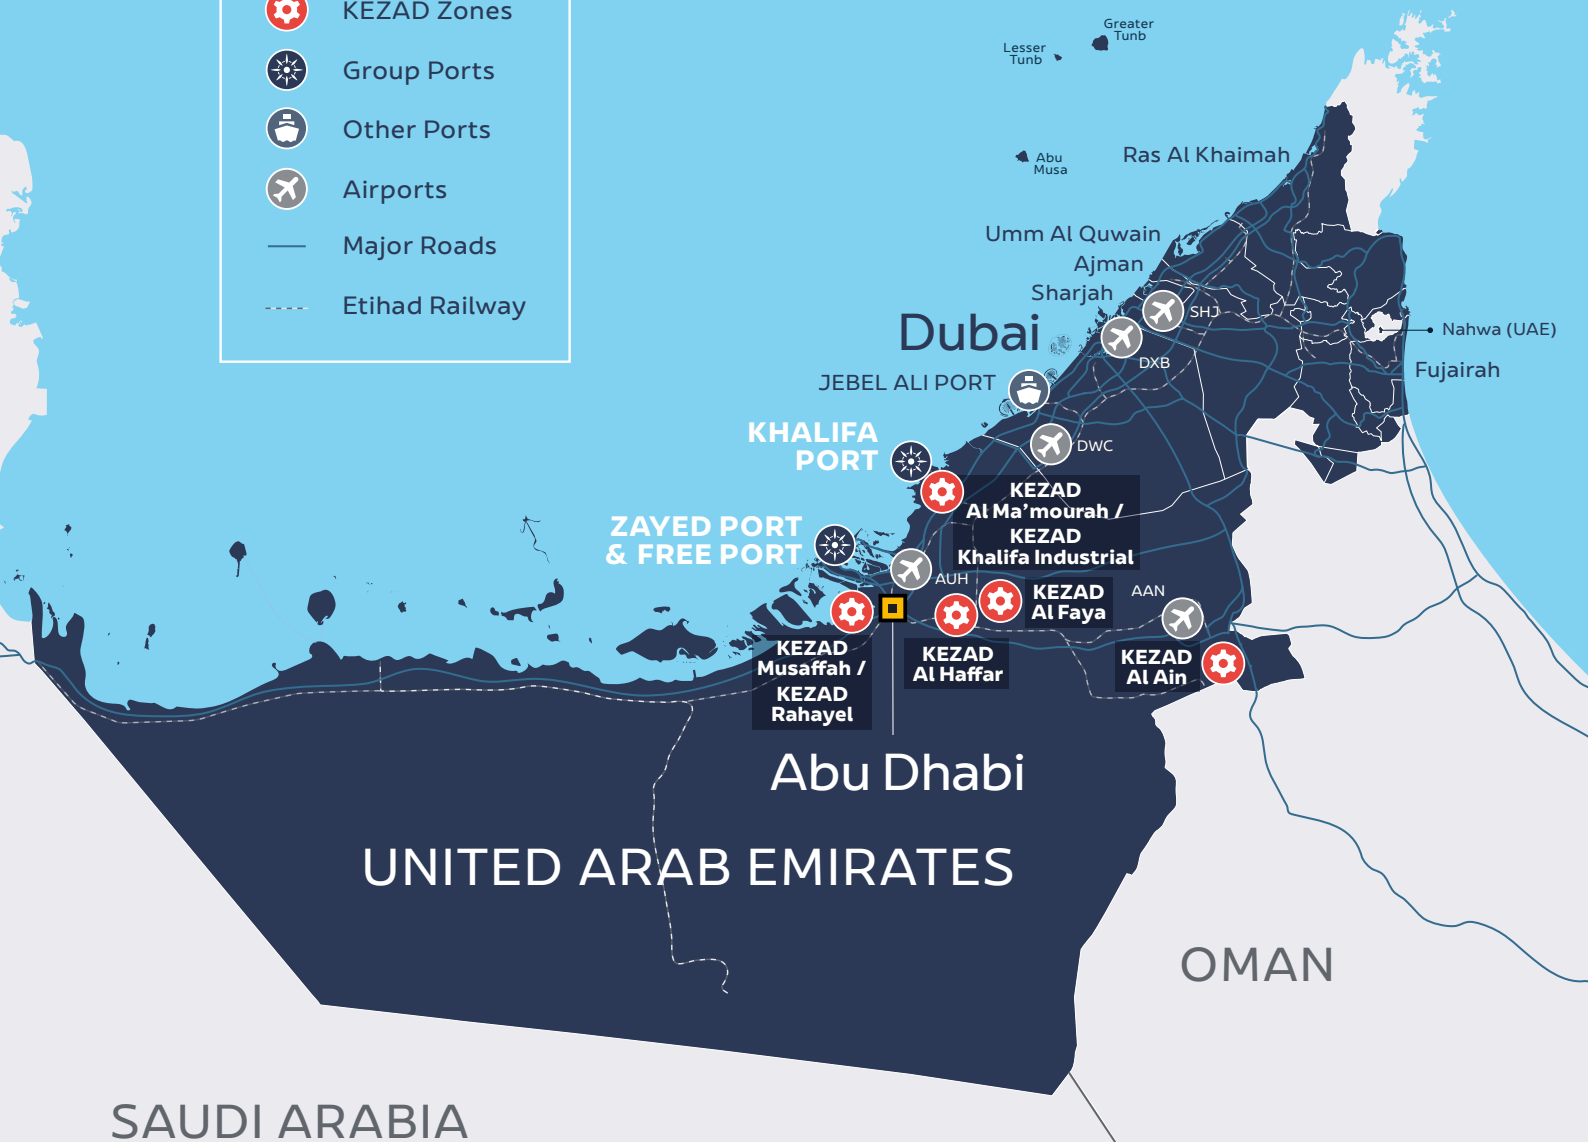 KEZAD Zones
Group Ports
Other Ports
Airports
Major Roads
Etihad Railway
Greater
Tunb
Lesser
Tunb
Abu
Musa
Ras Al Khaimah
Umm Al Quwain
Ajman
Sharjah
SHJ
Dubai
DXB
Nahwa (UAE)
Fujairah
JEBEL ALI PORT
DWC
KHALIFA
PORT
KEZAD
Al Ma’mourah /
KEZAD
Khalifa Industrial
ZAYED PORT
& FREE PORT
AUH
KEZAD
Al Faya
AAN
KEZAD
Musaffah /
KEZAD
Rahayel
KEZAD
Al Haffar
KEZAD
Al Ain
Abu Dhabi
UNITED ARAB EMIRATES
OMAN
SAUDI ARABIA